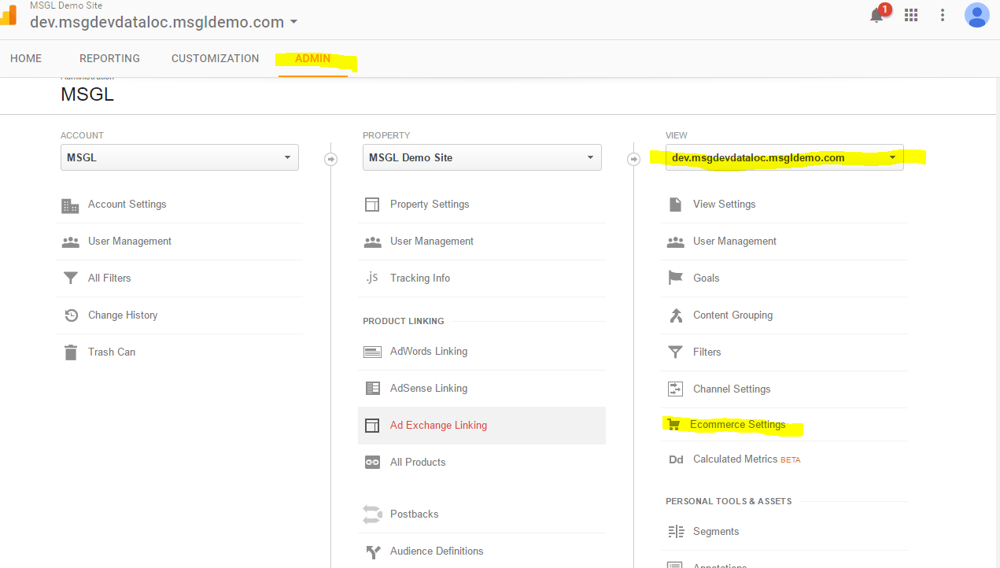 MSGL Demo Site
dev.msgdevdataloc.msgldemo.com
1
HOME REPORTING CUSTOMIZATION ADMIN
Administration
MSGL
ACCOUNT
MSGL
Account Settings
User Management
All Filters
Change History
Trash Can
PROPERTY
MSGL Demo Site
Property Settings
User Management
.js Tracking Info
PRODUCT LINKING
AdWords Linking
AdSense Linking
Ad Exchange Linking
All Products
Postbacks
Audience Definitions
VIEW
dev.msgdevdataloc.msgldemo.com
View Settings
User Management
Goals
Content Grouping
Filters
Channel Settings
Ecommerce Settings
Dd Calculated Metrics BETA
PERSONAL TOOLS & ASSETS
Segments
Annotations